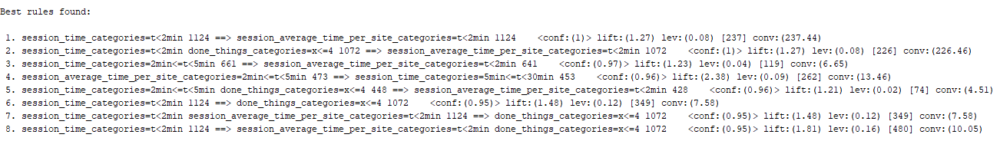 Best rules found:
1. session_time_categories=t<2min 1124 ==> session_average_time_per_site_categories=t<2min 1124    <conf:(1)> lift:(1.27) lev:(0.08) [237] conv:(237.44)
2. session_time_categories=t<2min done_things_categories=x<=4 1072 ==> session_average_time_per_site_categories=t<2min 1072    <conf:(1)> lift:(1.27) lev:(0.08) [226] conv:(226.46)
3. session_time_categories=2min<=t<5min 661 ==> session_average_time_per_site_categories=t<2min 641    <conf:(0.97)> lift:(1.23) lev:(0.04) [119] conv:(6.65)
4. session_average_time_per_site_categories=2min<=t<5min 473 ==> session_time_categories=5min<=t<30min 453    <conf:(0.96)> lift:(2.38) lev:(0.09) [262] conv:(13.46)
5. session_time_categories=2min<=t<5min done_things_categories=x<=4 448 ==> session_average_time_per_site_categories=t<2min 428    <conf:(0.96)> lift:(1.21) lev:(0.02) [74] conv:(4.51)
6. session_time_categories=t<2min 1124 ==> done_things_categories=x<=4 1072    <conf:(0.95)> lift:(1.48) lev:(0.12) [349] conv:(7.58)
7. session_time_categories=t<2min session_average_time_per_site_categories=t<2min 1124 ==> done_things_categories=x<=4 1072    <conf:(0.95)> lift:(1.48) lev:(0.12) [349] conv:(7.58)
8. session_time_categories=t<2min 1124 ==> session_average_time_per_site_categories=t<2min done_things_categories=x<=4 1072    <conf:(0.95)> lift:(1.81) lev:(0.16) [480] conv:(10.05)